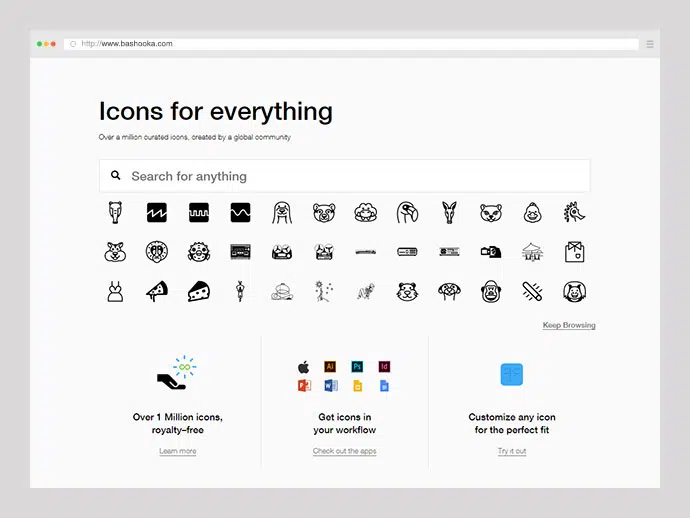 http://www.bashooka.com
Icons for everything
Over a million curated icons, created by a global community
Search for anything
Keep Browsing
Ai
Ps
Id
P
W
Over 1 Million icons,
royalty–free
Learn more
Get icons in
your workflow
Check out the apps
Customize any icon
for the perfect fit
Try it out